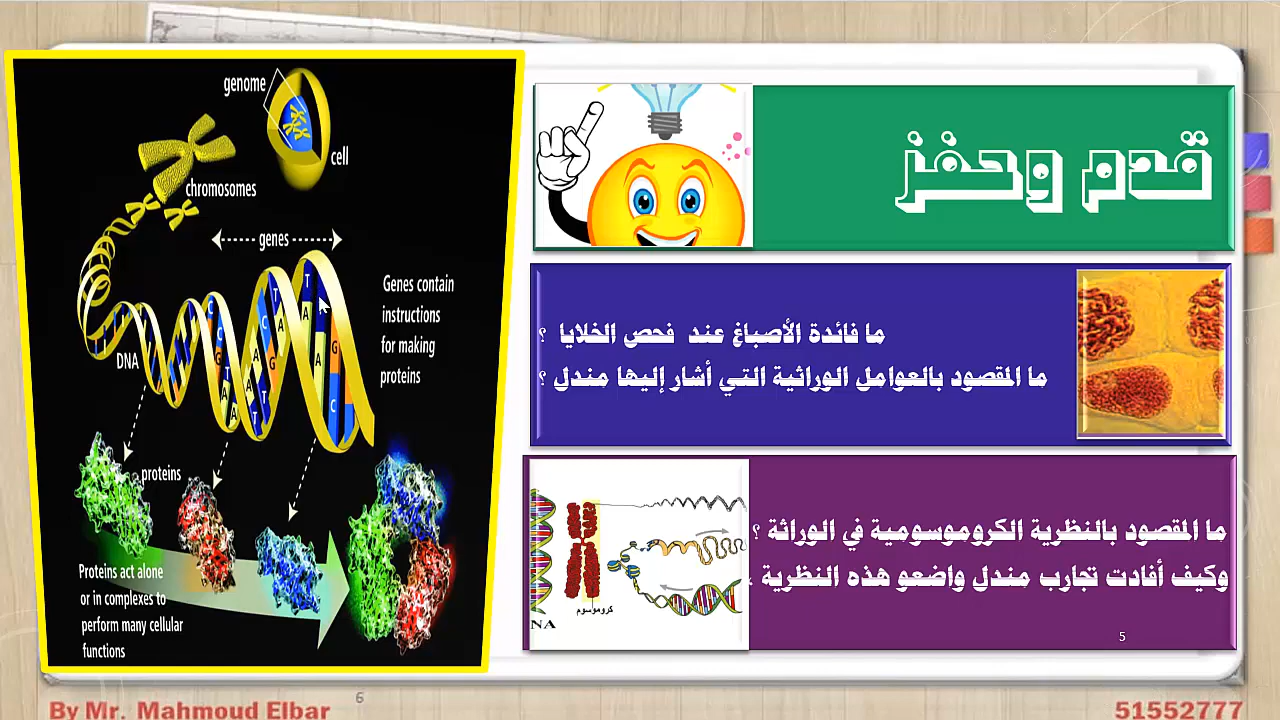 genome
cell
chromosomes
genes
Genes contain
instructions
for making
proteins
DNA
T
A
G
C
proteins
Proteins act alone
or in complexes to
perform many cellular
functions
قدم وحفز
ما فائدة الأصباغ عند فحص الخلايا ؟
ما المقصود بالعوامل الوراثية التي أشار إليها مندل ؟
ما المقصود بالنظرية الكروموسومية في الوراثة ؟
وكيف أفادت تجارب مندل واضعو هذه النظرية
كروموسوم
NA
5
6
By Mr. Mahmoud Elbar
51552777